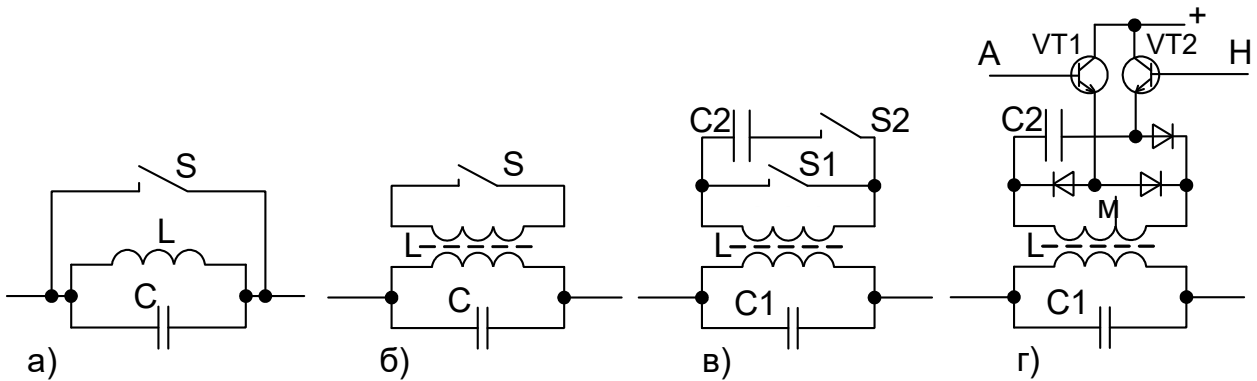 S
L
C
а)
S
L
C
б)
C2
S2
S1
L
C1
в)
+
VT1
VT2
A
H
C2
M
L
C1
г)